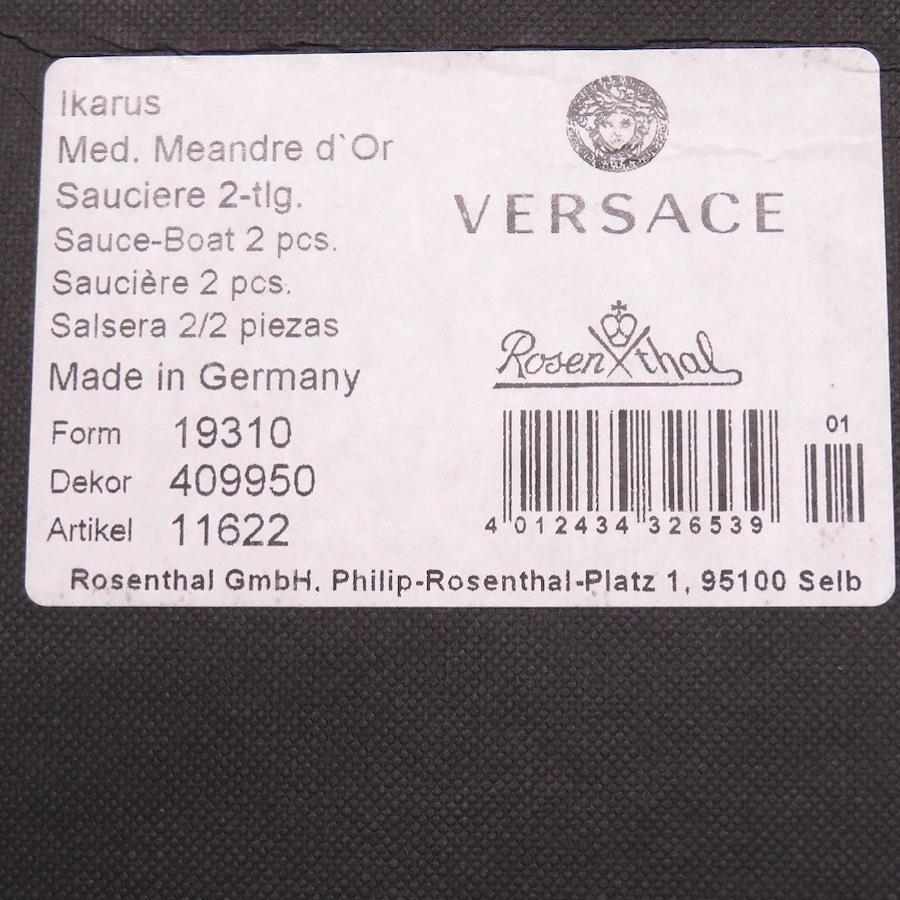 Ikarus
Med. Meandre d`Or
Sauciere 2-tlg.
Sauce-Boat 2 pcs.
Saucière 2 pcs.
Salsera 2/2 piezas
Made in Germany
Form 19310
Dekor 409950
Artikel 11622
VERSACE
Rosenthal
01
4 012434 326539
Rosenthal GmbH, Philip-Rosenthal-Platz 1, 95100 Selb